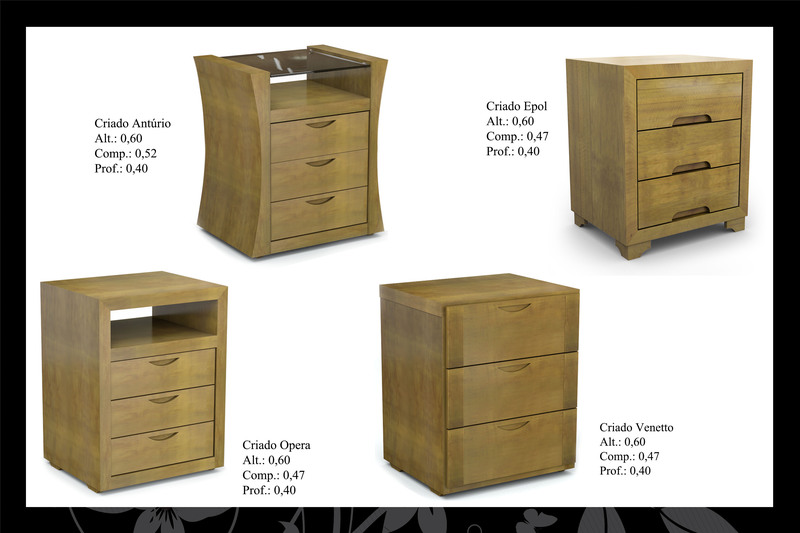 Criado Antúrio
Alt.: 0,60
Comp.: 0,52
Prof.: 0,40
Criado Epol
Alt.: 0,60
Comp.: 0,47
Prof.: 0,40
Criado Opera
Alt.: 0,60
Comp.: 0,47
Prof.: 0,40
Criado Venetto
Alt.: 0,60
Comp.: 0,47
Prof.: 0,40